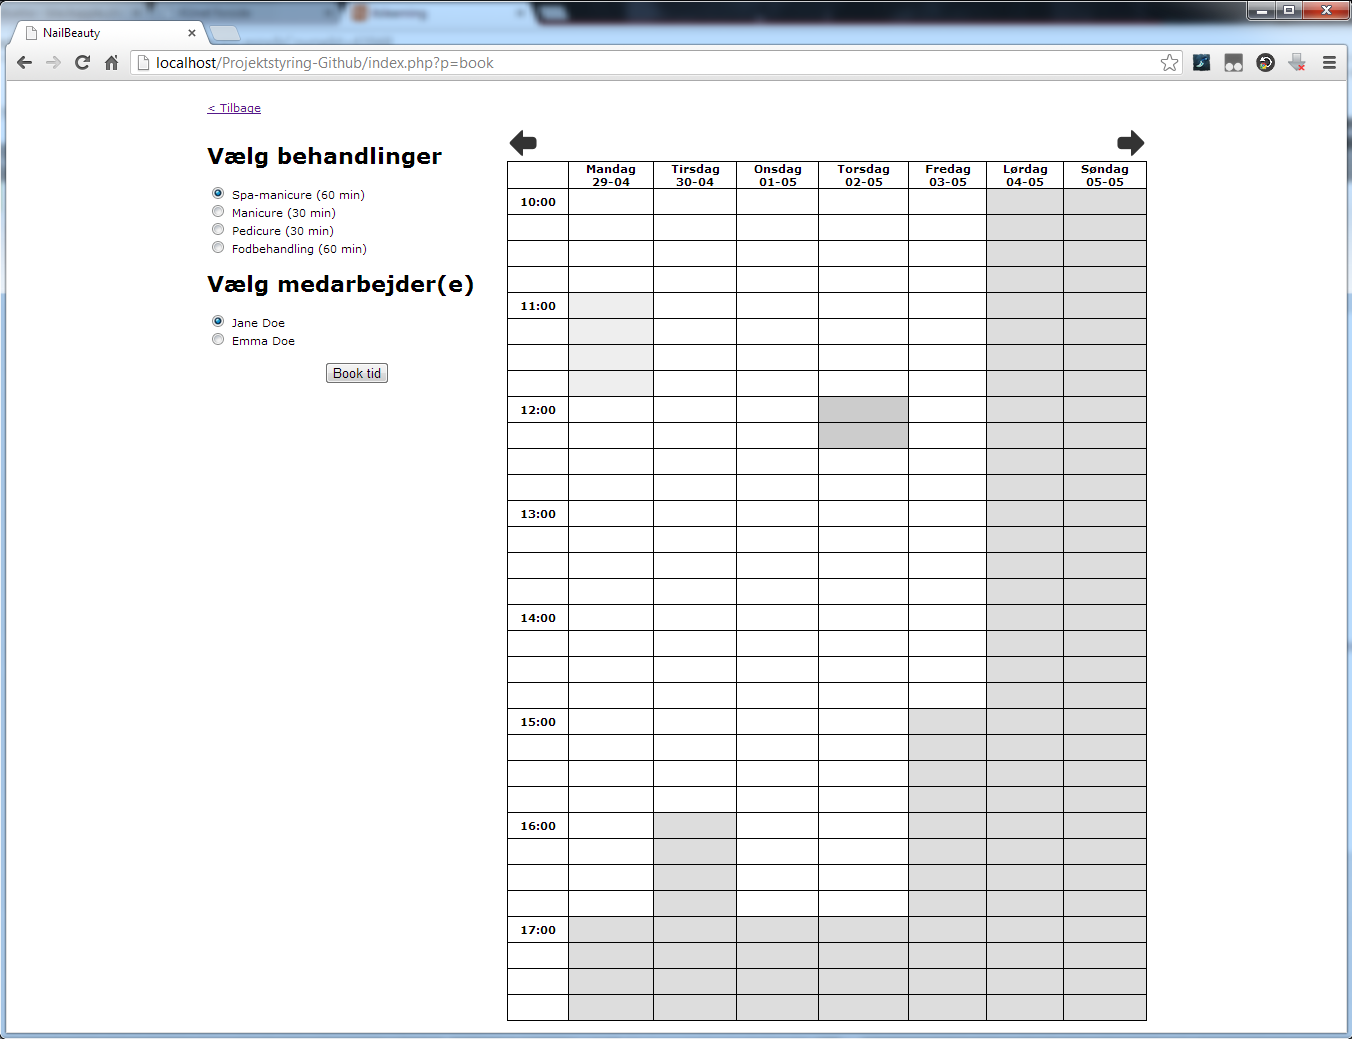 NailBeauty
localhost/Projektstyring-Github/index.php?p=book
< Tilbage
Vælg behandlinger
Spa-manicure (60 min)
Manicure (30 min)
Pedicure (30 min)
Fodbehandling (60 min)
Vælg medarbejder(e)
Jane Doe
Emma Doe
Book tid
Mandag Tirsdag Onsdag Torsdag Fredag Lørdag Søndag
29-04 30-04 01-05 02-05 03-05 04-05 05-05
10:00
11:00
12:00
13:00
14:00
15:00
16:00
17:00